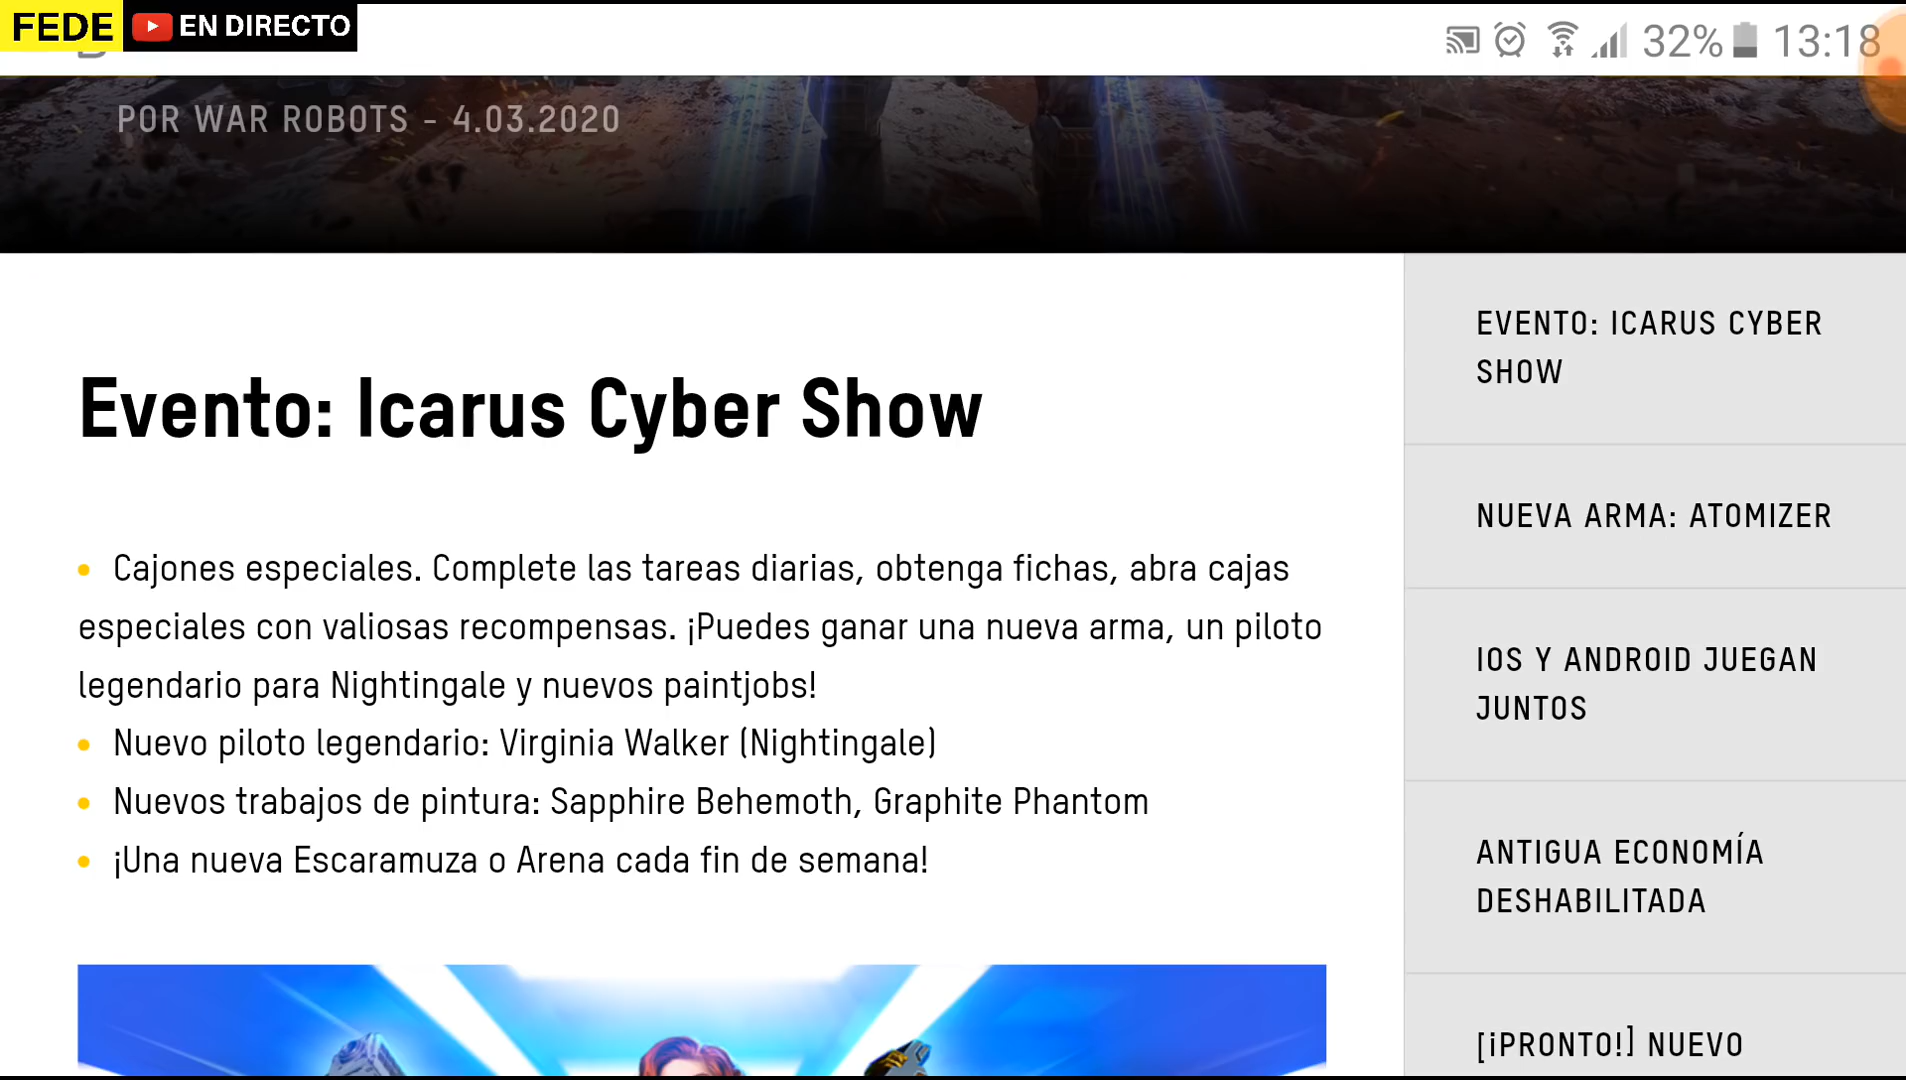 FEDE
EN DIRECTO
32% 13:18
POR WAR ROBOTS - 4.03.2020
Evento: Icarus Cyber Show
• Cajones especiales. Complete las tareas diarias, obtenga fichas, abra cajas
especiales con valiosas recompensas. ¡Puedes ganar una nueva arma, un piloto
legendario para Nightingale y nuevos paintjobs!
• Nuevo piloto legendario: Virginia Walker (Nightingale)
• Nuevos trabajos de pintura: Sapphire Behemoth, Graphite Phantom
• ¡Una nueva Escaramuza o Arena cada fin de semana!
EVENTO: ICARUS CYBER
SHOW
NUEVA ARMA: ATOMIZER
IOS Y ANDROID JUEGAN
JUNTOS
ANTIGUA ECONOMÍA
DESHABILITADA
[¡PRONTO!] NUEVO